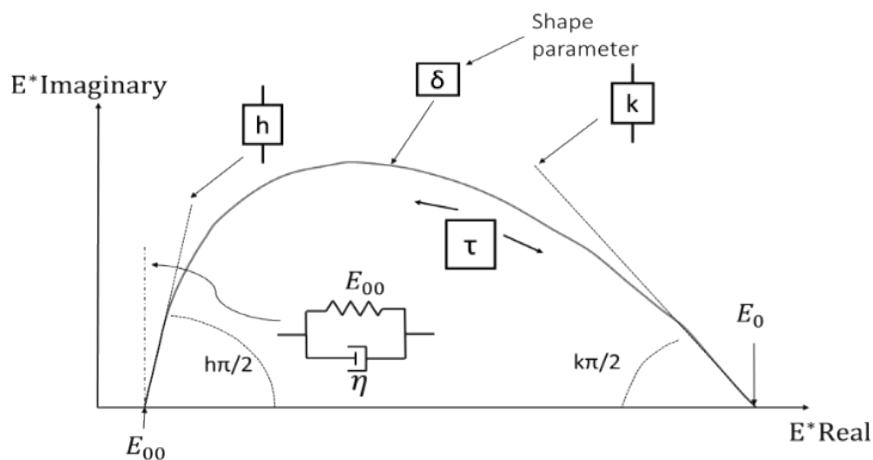 Shape
parameter
E*Imaginary
δ
h
k
τ
E₀₀
E₀
hπ/2
η
kπ/2
E*Real
E₀₀